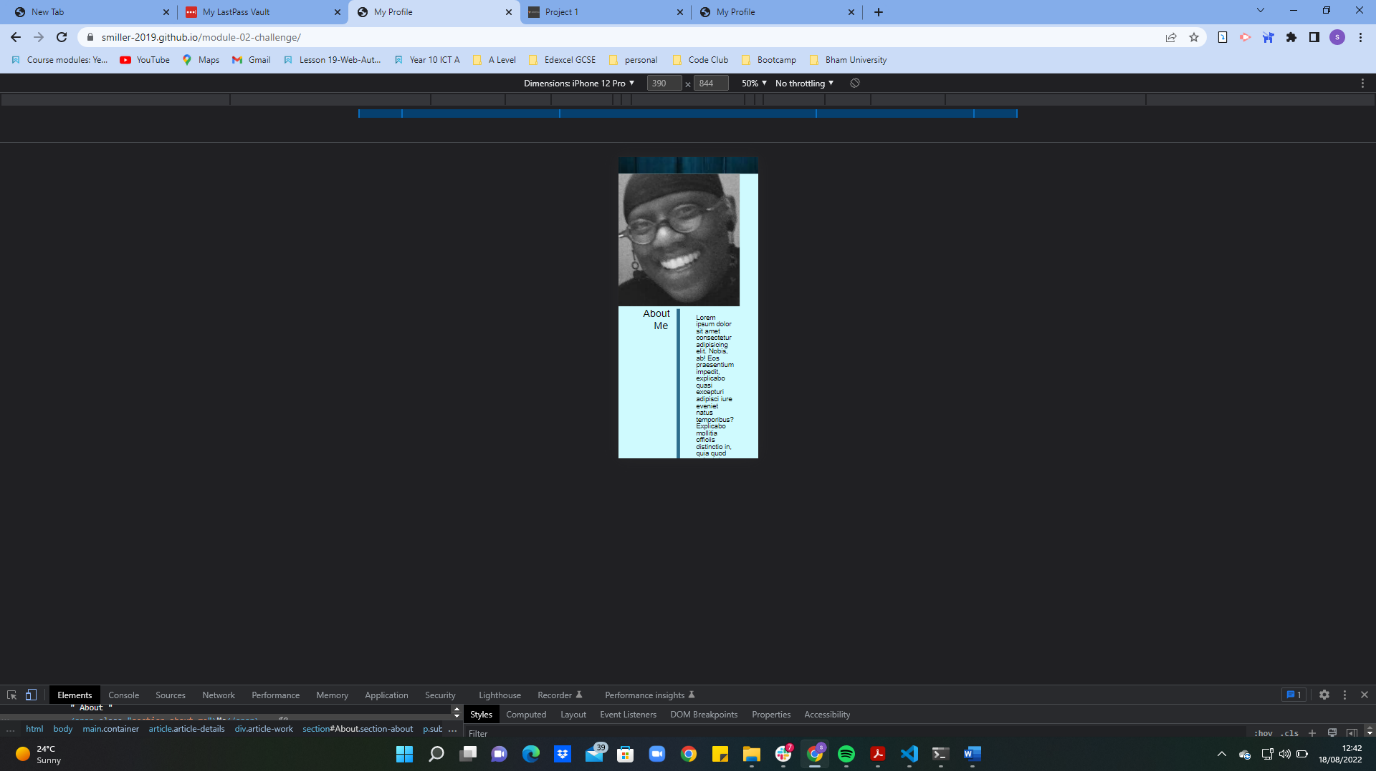 New Tab
My LastPass Vault
My Profile
Project 1
My Profile
smiller-2019.github.io/module-02-challenge/
S
Course modules: Ye...
YouTube
Maps
Gmail
Lesson 19-Web-Aut...
Year 10 ICT A
A Level
Edexcel GCSE
personal
Code Club
Bootcamp
Bham University
Dimensions: iPhone 12 Pro
390
×
844
50%
No throttling
About
Me
Lorem
ipsum dolor
sit amet
consectetur
adipisicing
elit. Nobis,
ab! Eos
praesentium
impedit,
explicabo
quasi
excepturi
adipisci iure
eveniet
natus
temporibus?
Explicabo
mollitia
officiis
distinctio in,
quia quod
Elements
Console
Sources
Network
Performance
Memory
Application
Security
Lighthouse
Recorder
Performance insights
1
" About "
Styles
Computed
Layout
Event Listeners
DOM Breakpoints
Properties
Accessibility
...
html
body
main.container
article.article-details
div.article-work
section#About.section-about
p.sub
...
Filter
:hov
.cls
24°C
Sunny
39
7
12:42
18/08/2022